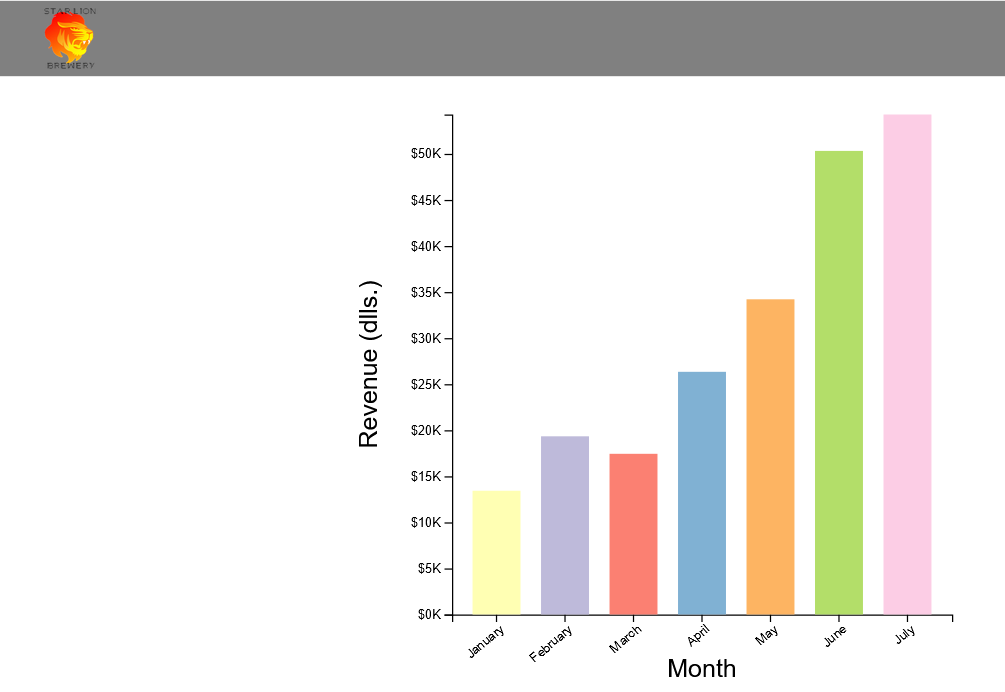 STAR LION
BREWERY
$50K
$45K
$40K
$35K
$30K
$25K
$20K
$15K
$10K
$5K
$0K
Revenue (dlls.)
January
February
March
April
May
June
July
Month